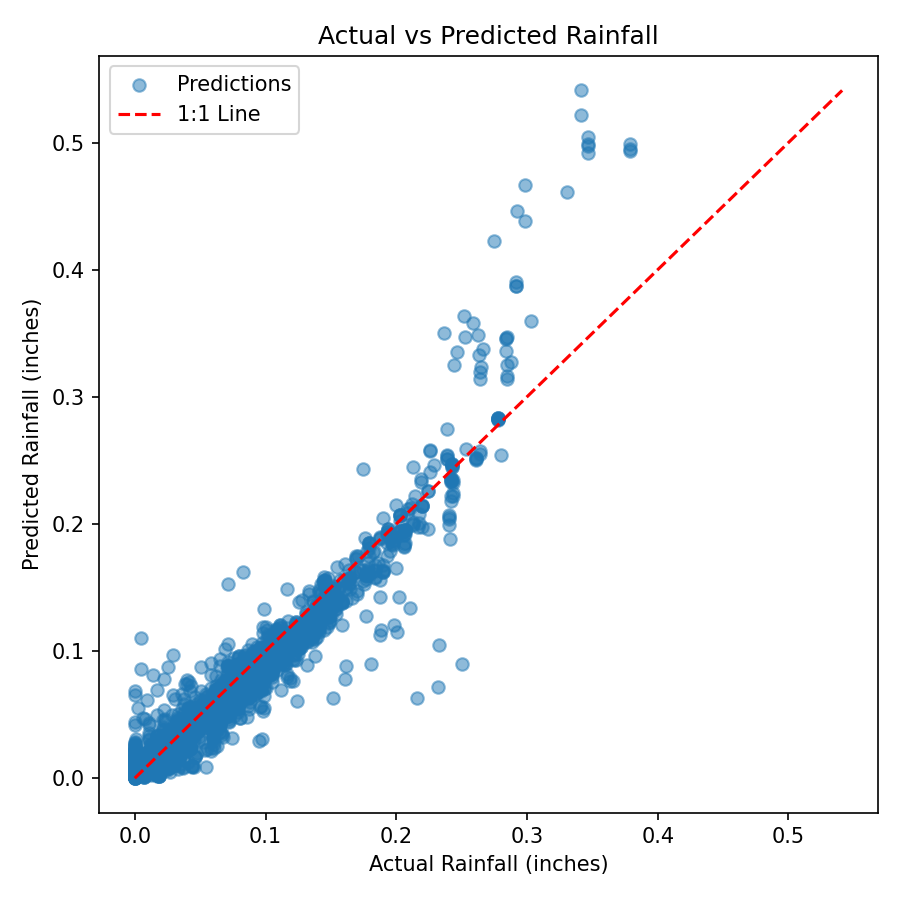 Actual vs Predicted Rainfall
Predictions
1:1 Line
0.5
0.4
0.3
0.2
0.1
0.0
Predicted Rainfall (inches)
0.0 0.1 0.2 0.3 0.4 0.5
Actual Rainfall (inches)